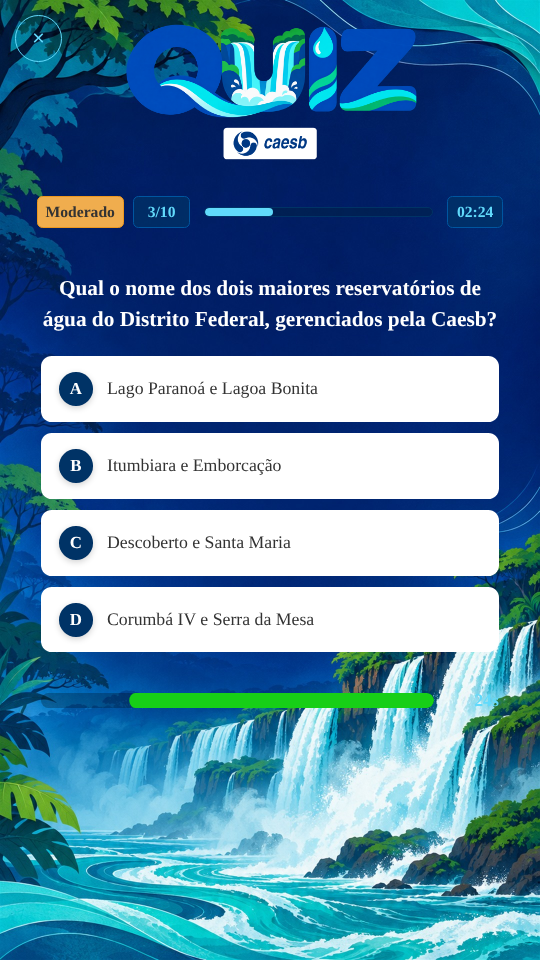 ×
QUIZ
caesb
Moderado
3/10
02:24
Qual o nome dos dois maiores reservatórios de
água do Distrito Federal, gerenciados pela Caesb?
A Lago Paranoá e Lagoa Bonita
B Itumbiara e Emborcação
C Descoberto e Santa Maria
D Corumbá IV e Serra da Mesa